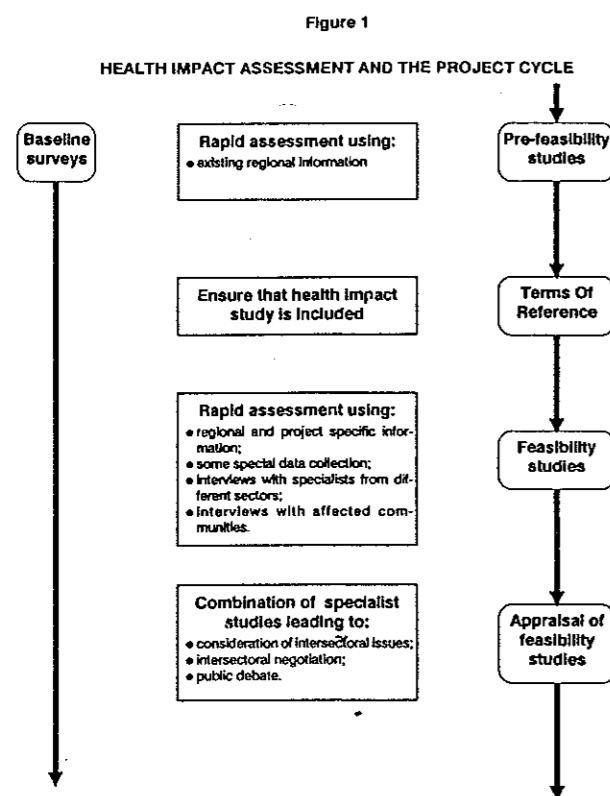 Figure 1
HEALTH IMPACT ASSESSMENT AND THE PROJECT CYCLE
Baseline
surveys
Rapid assessment using:
● existing regional information
Pre-feasibility
studies
Ensure that health impact
study is included
Terms Of
Reference
Rapid assessment using:
● regional and project specific infor-
mation;
● some special data collection;
● interviews with specialists from dif-
ferent sectors;
● interviews with affected com-
munities.
Feasibility
studies
Combination of specialist
studies leading to:
● consideration of intersectoral issues;
● intersectoral negotiation;
● public debate.
Appraisal of
feasibility
studies